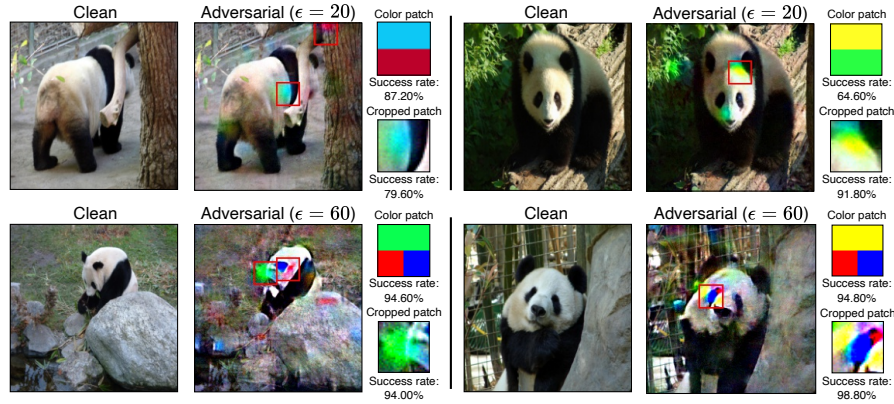 Clean
Adversarial (ϵ = 20)
Color patch
Success rate:
87.20%
Cropped patch
Success rate:
79.60%
Clean
Adversarial (ϵ = 20)
Color patch
Success rate:
64.60%
Cropped patch
Success rate:
91.80%
Clean
Adversarial (ϵ = 60)
Color patch
Success rate:
94.60%
Cropped patch
Success rate:
94.00%
Clean
Adversarial (ϵ = 60)
Color patch
Success rate:
94.80%
Cropped patch
Success rate:
98.80%